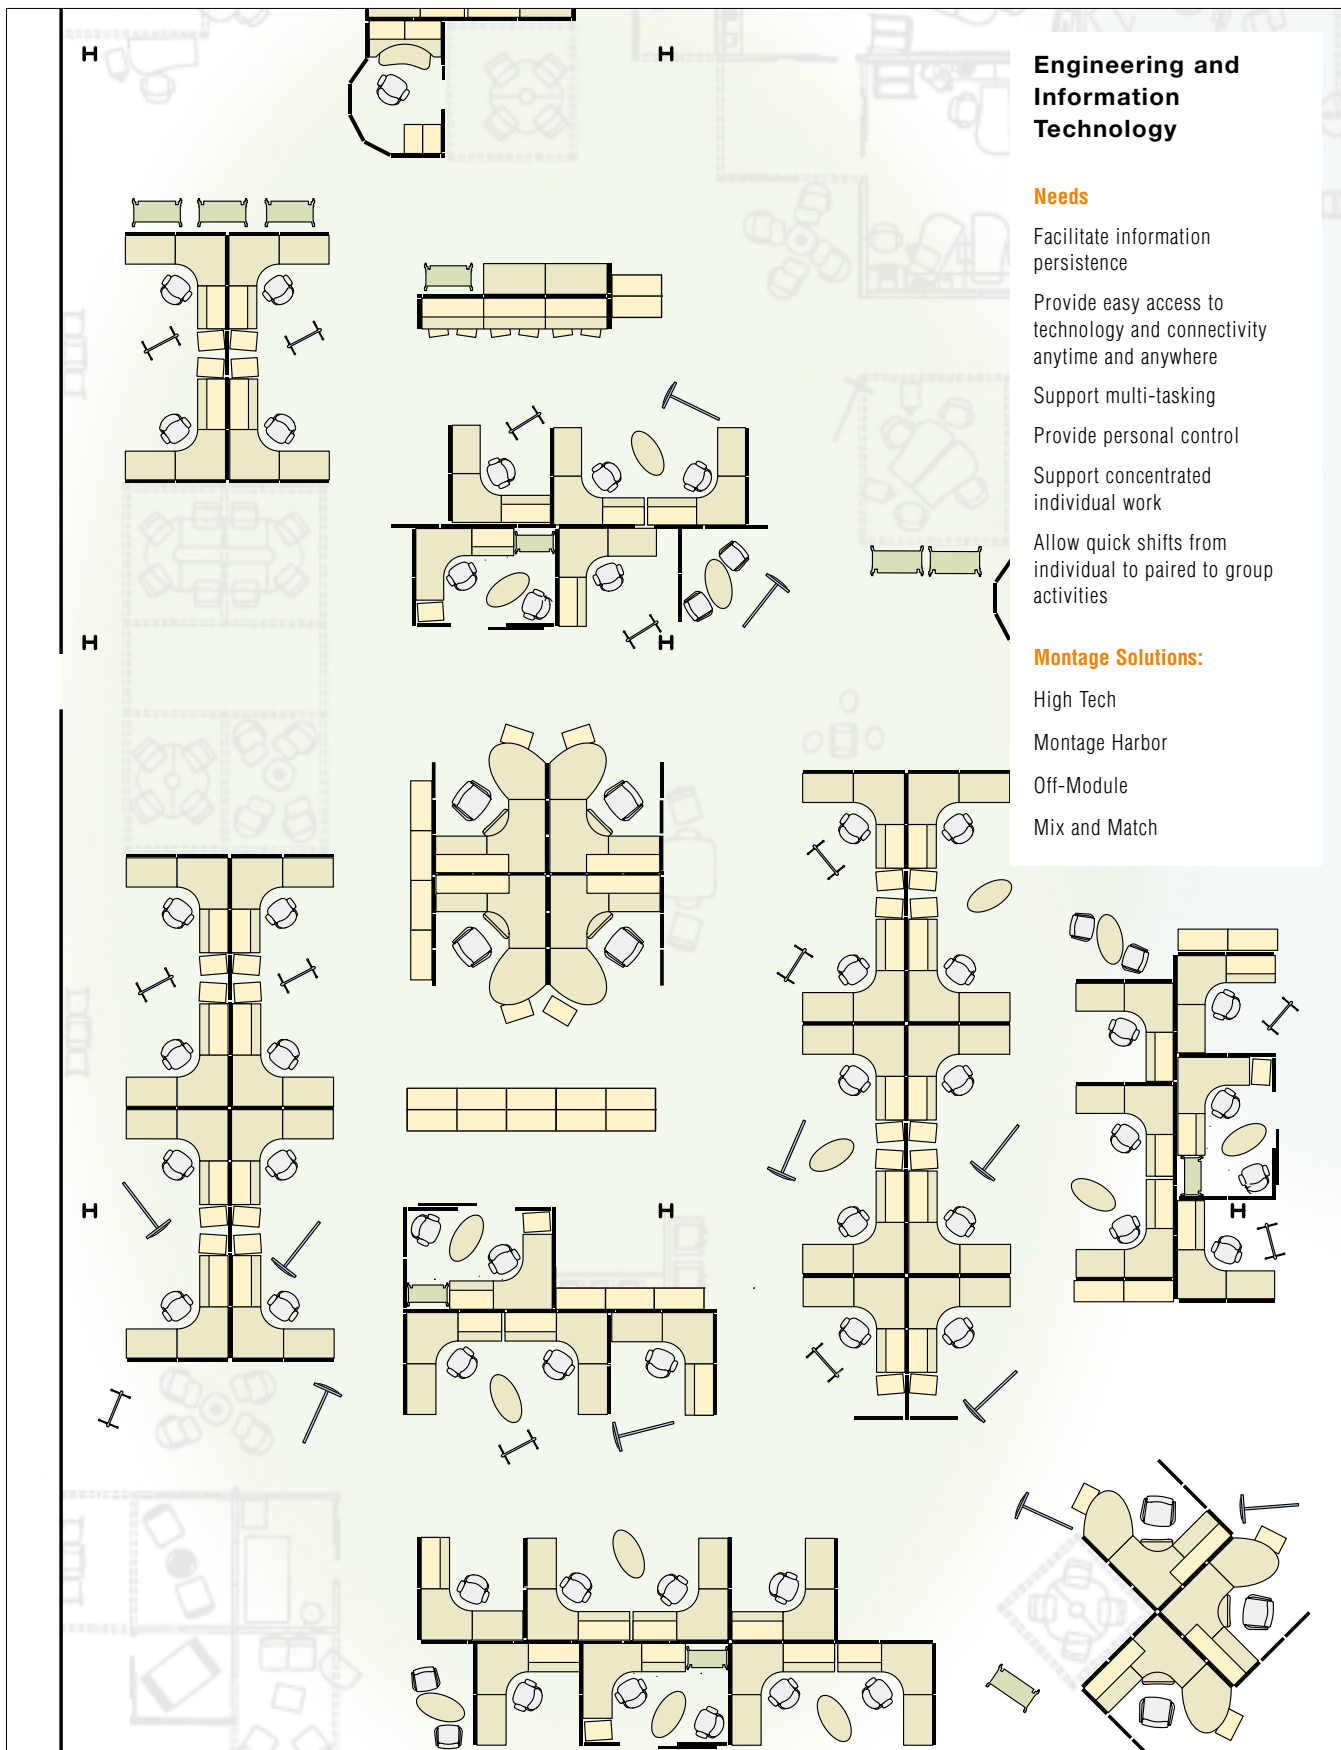 Engineering and
Information
Technology
Needs
Facilitate information
persistence
Provide easy access to
technology and connectivity
anytime and anywhere
Support multi-tasking
Provide personal control
Support concentrated
individual work
Allow quick shifts from
individual to paired to group
activities
Montage Solutions:
High Tech
Montage Harbor
Off-Module
Mix and Match